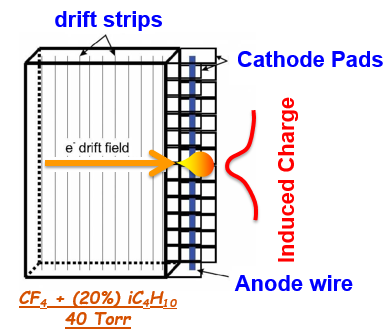 drift strips
Cathode Pads
e- drift field
Induced Charge
Anode wire
CF4 + (20%) iC4H10
40 Torr